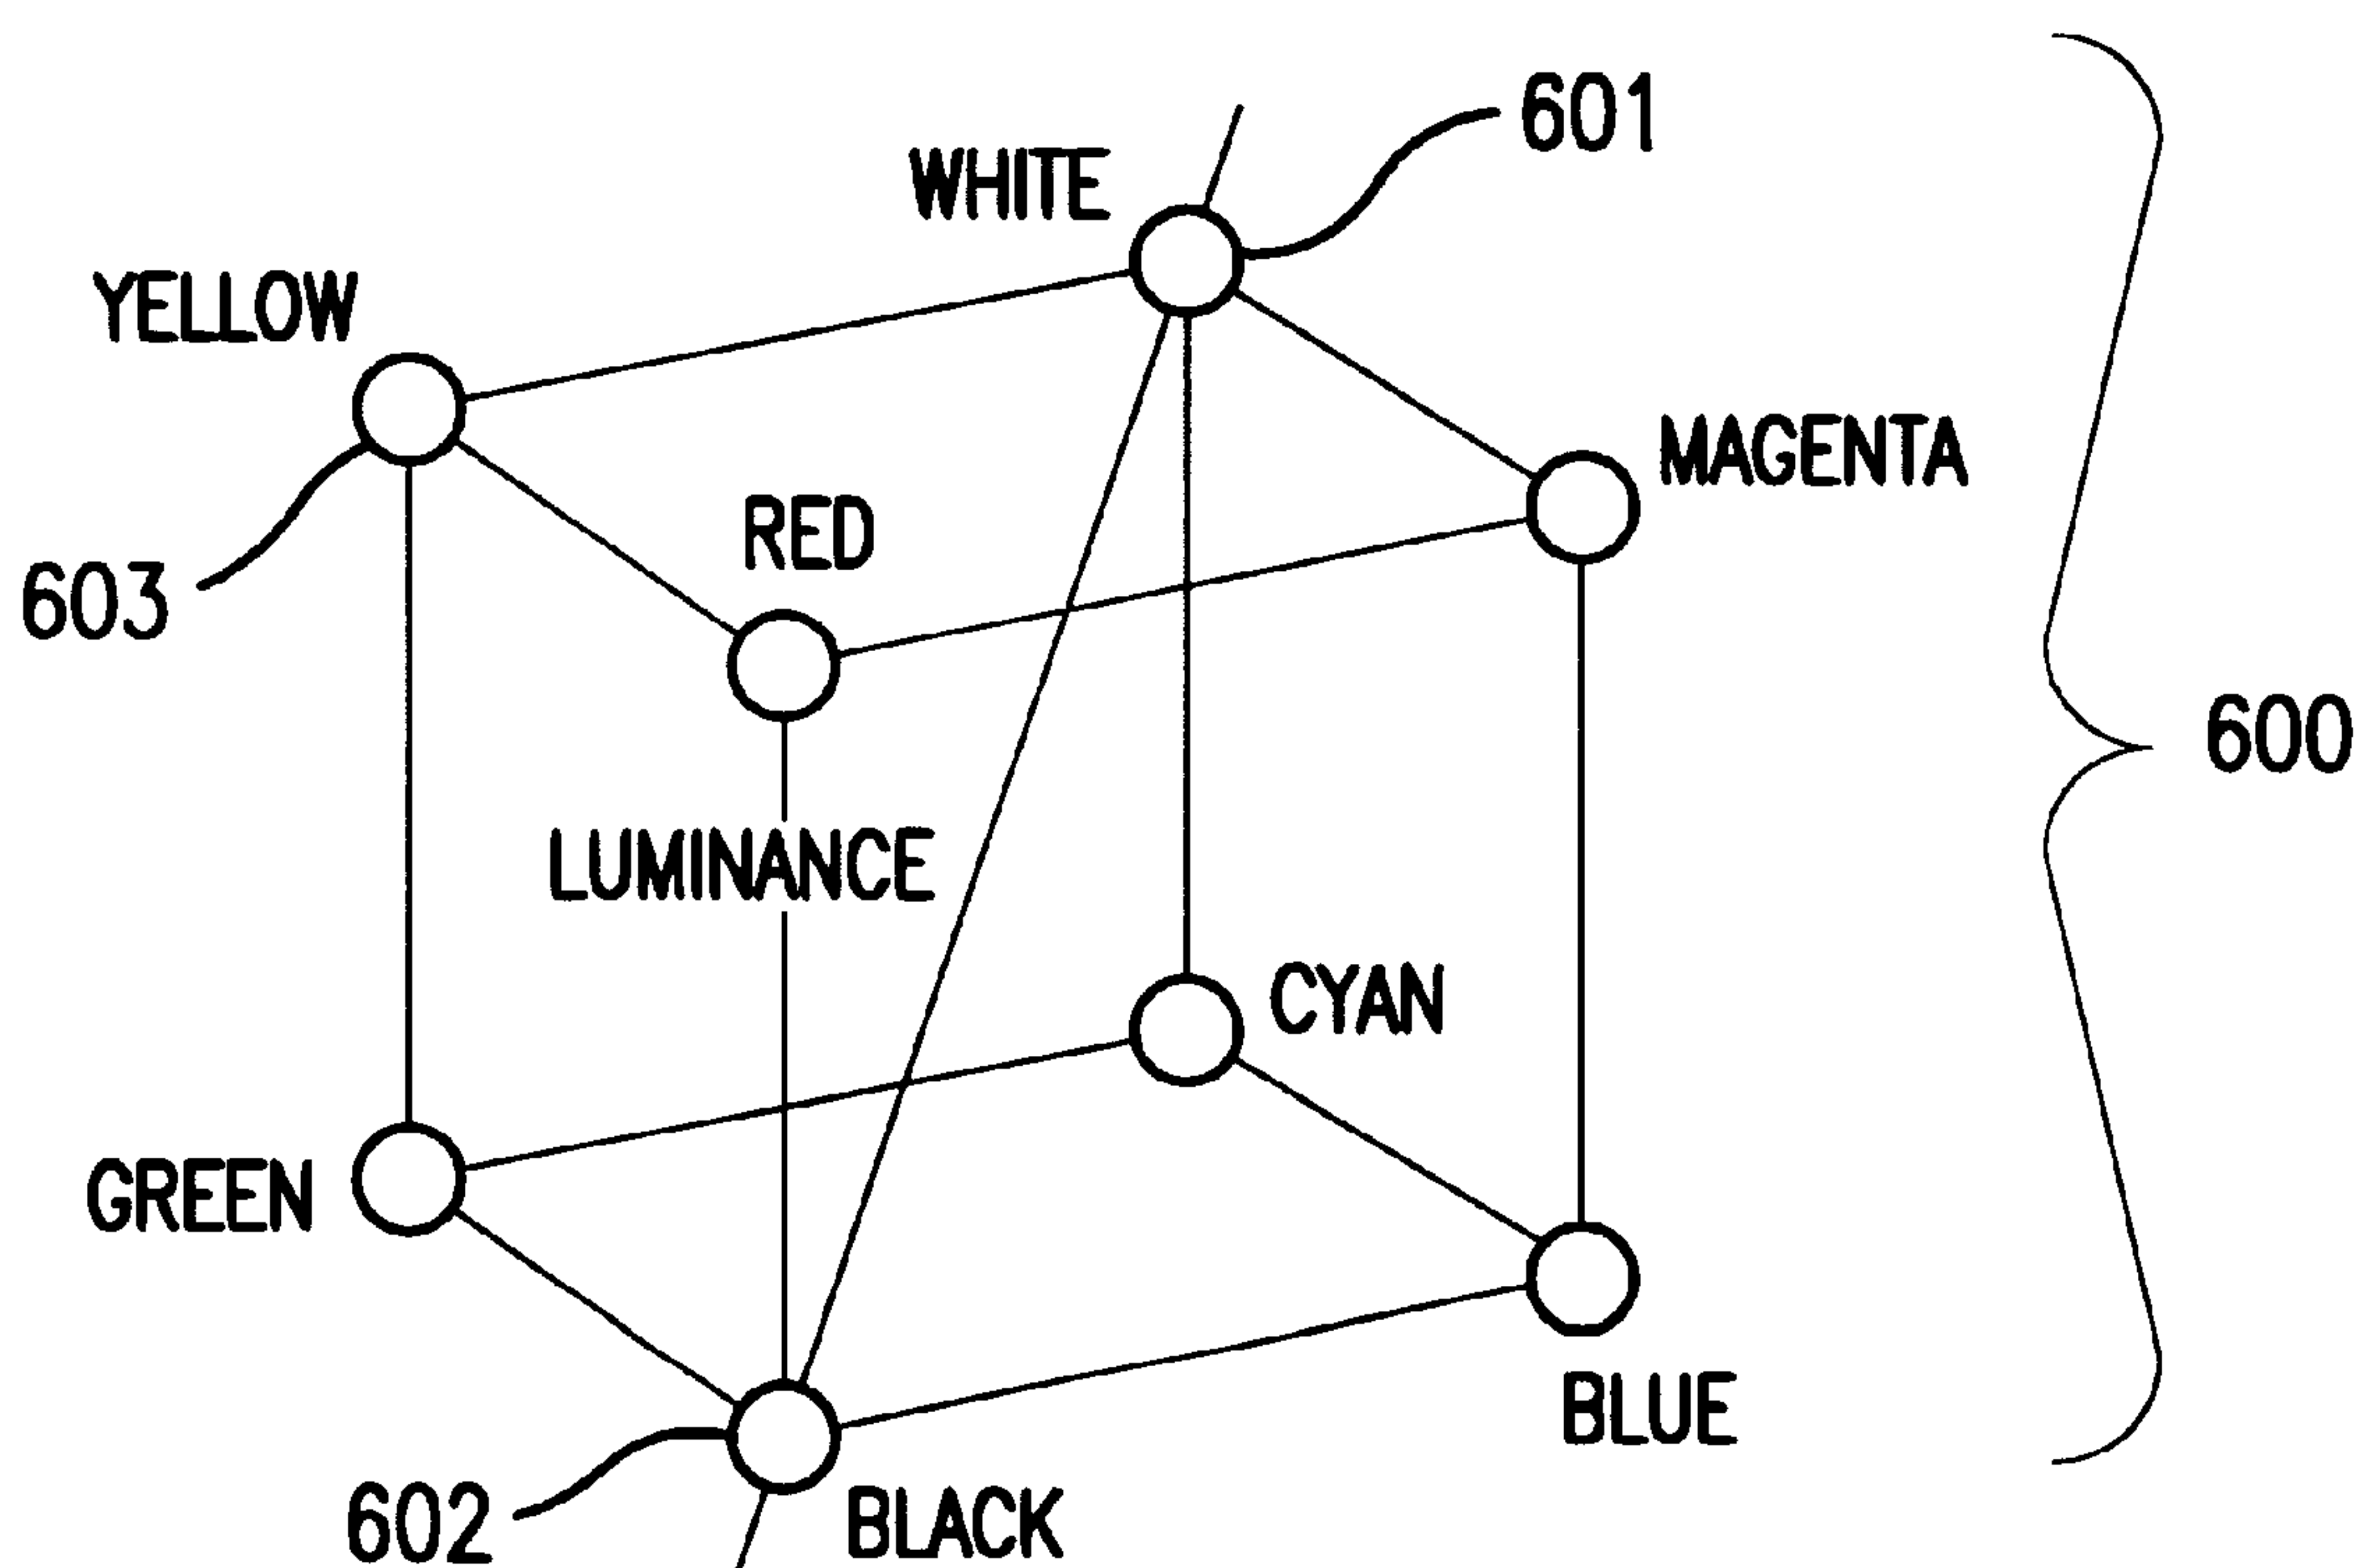 601
WHITE
YELLOW
MAGENTA
RED
603
600
LUMINANCE
CYAN
GREEN
BLUE
602
BLACK